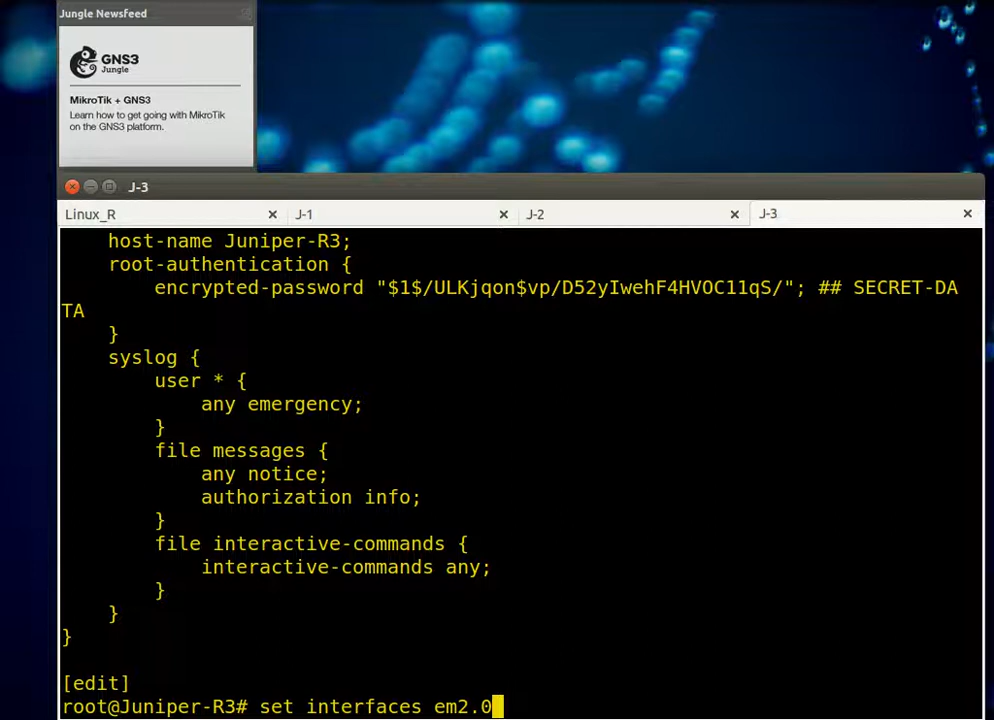 Jungle Newsfeed
GNS3
Jungle
MikroTik + GNS3
Learn how to get going with MikroTik
on the GNS3 platform.
J-3
Linux_R
J-1
J-2
J-3
host-name Juniper-R3;
root-authentication {
encrypted-password "$1$/ULKjqon$vp/D52yIwehF4HVOC11qS/"; ## SECRET-DA
TA
}
syslog {
user * {
any emergency;
}
file messages {
any notice;
authorization info;
}
file interactive-commands {
interactive-commands any;
}
}
}
[edit]
root@Juniper-R3# set interfaces em2.0